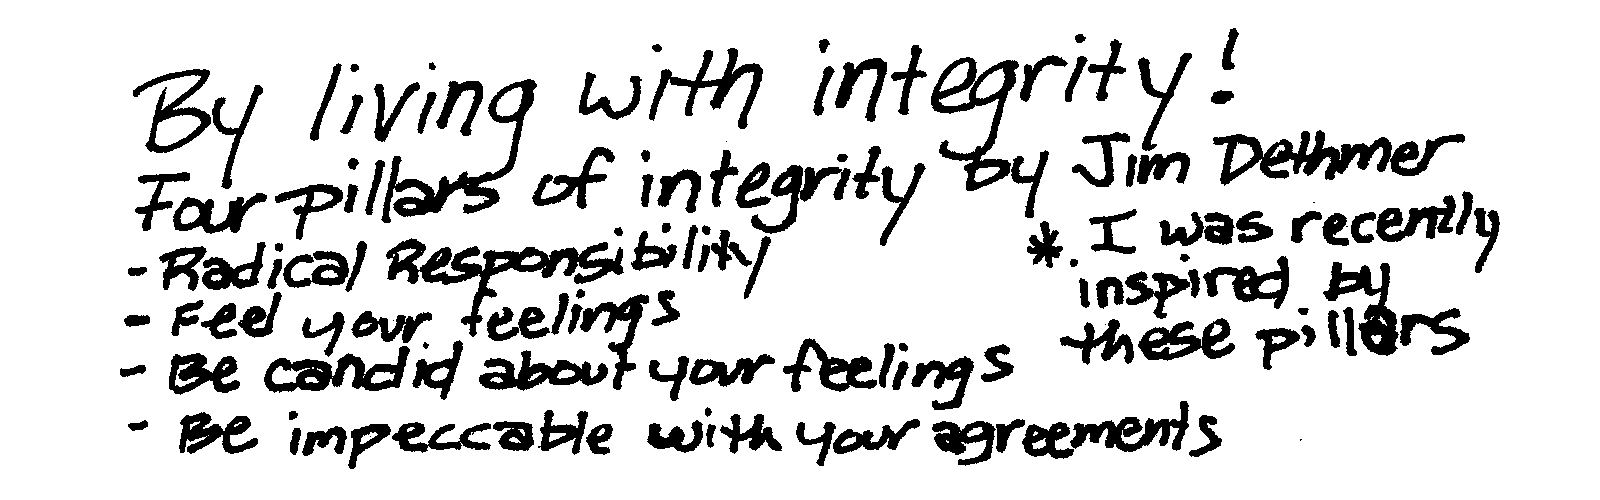 By living with integrity!
Four pillars of integrity by Jim Dethmer
- Radical Responsibility
- Feel your feelings
- Be candid about your feelings
- Be impeccable with your agreements
*. I was recently
inspired by
these pillars